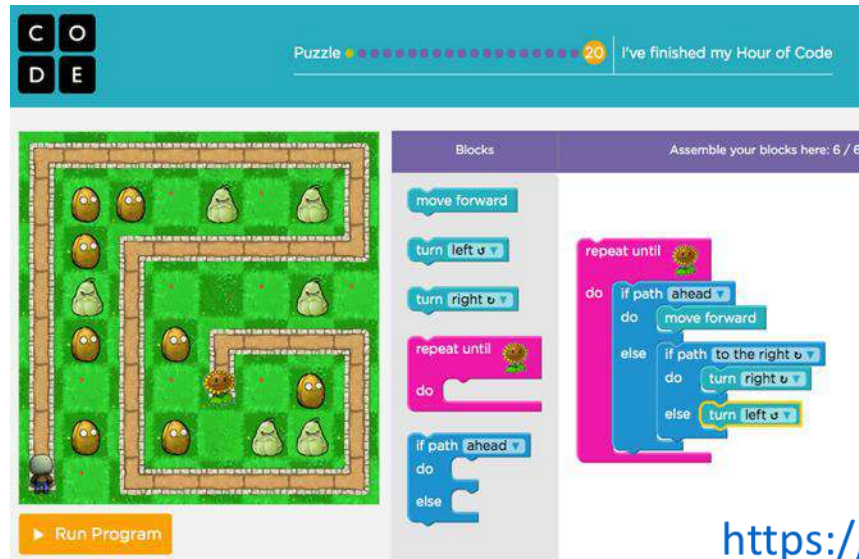 C O
D E
Puzzle 20 I've finished my Hour of Code
Blocks
Assemble your blocks here: 6 / 6
move forward
turn left ↺ ▼
turn right ↻ ▼
repeat until
do
if path ahead ▼
do
else
repeat until
do if path ahead ▼
do move forward
else if path to the right ↻ ▼
do turn right ↻ ▼
else turn left ↺ ▼
Run Program
https:/